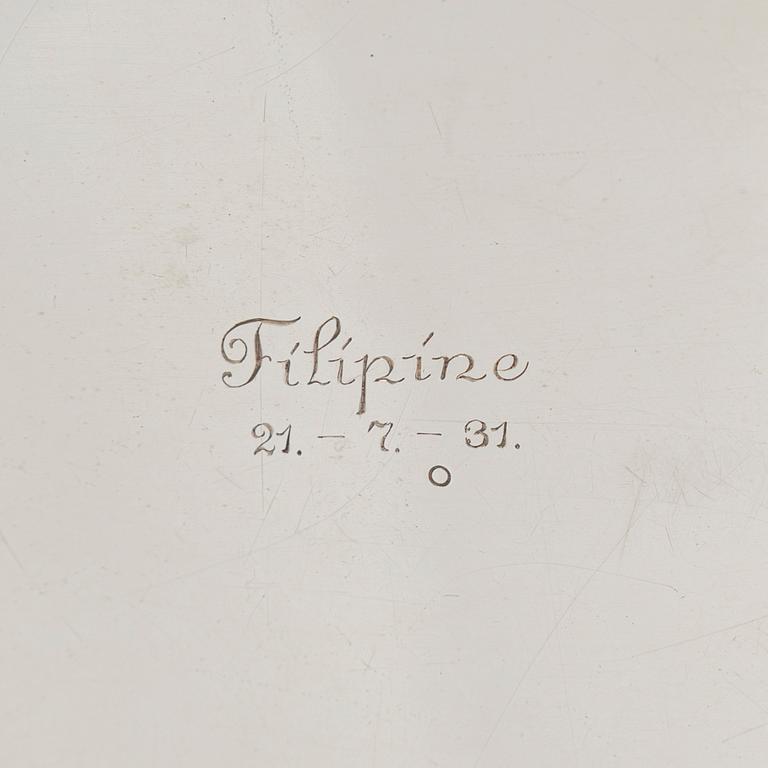 Filipine
21. – 7. – 31.